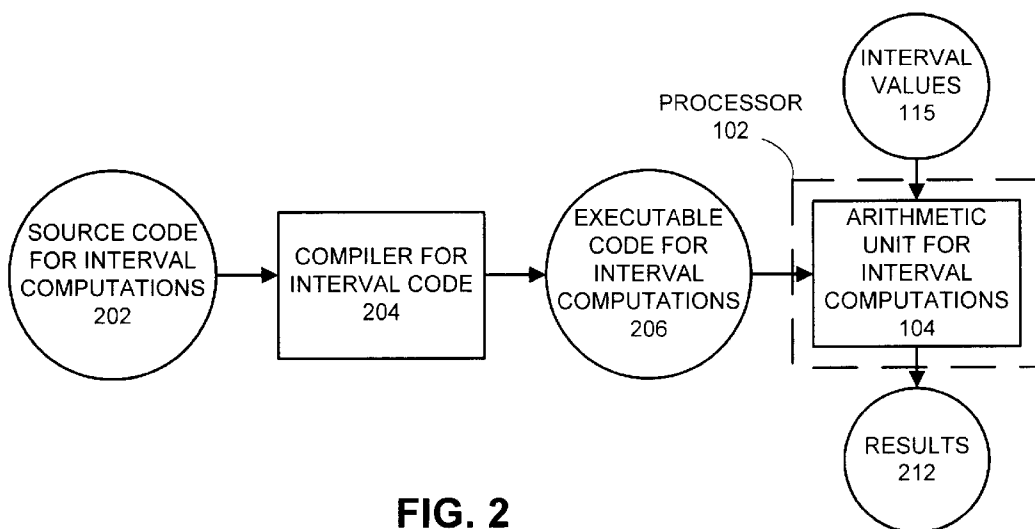 INTERVAL
VALUES
115
PROCESSOR
102
SOURCE CODE
FOR INTERVAL
COMPUTATIONS
202
COMPILER FOR
INTERVAL CODE
204
EXECUTABLE
CODE FOR
INTERVAL
COMPUTATIONS
206
ARITHMETIC
UNIT FOR
INTERVAL
COMPUTATIONS
104
RESULTS
212
FIG. 2